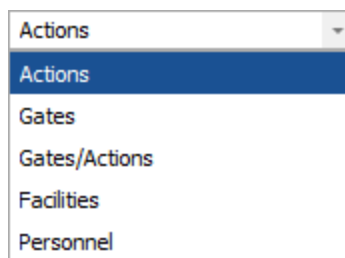 Actions
Actions
Gates
Gates/Actions
Facilities
Personnel